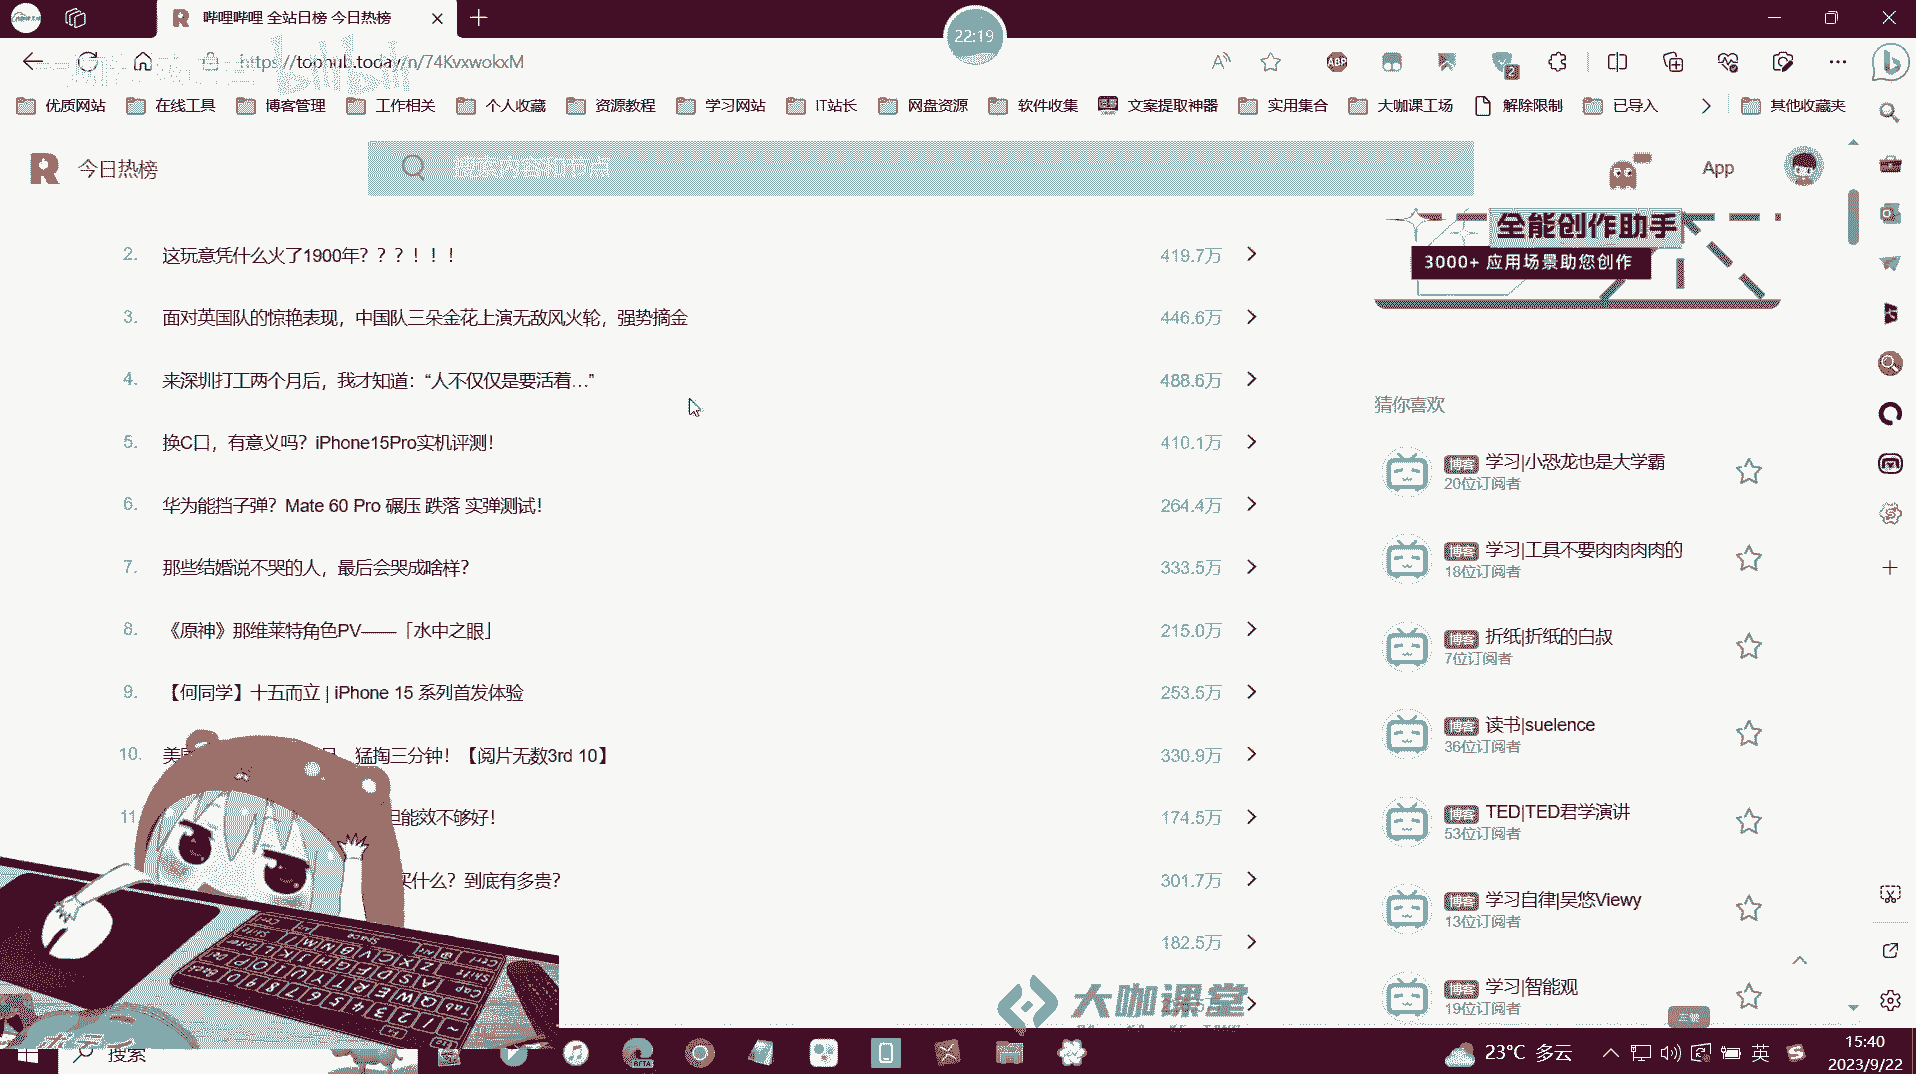 哔哩哔哩 全站日榜 今日热榜
22:19
https://tophub.today/n/74KvxwokxM
ABP
2
优质网站
在线工具
博客管理
工作相关
个人收藏
资源教程
学习网站
IT站长
网盘资源
软件收集
文案提取神器
实用集合
大咖课工场
解除限制
已导入
其他收藏夹
今日热榜
搜索内容和节点
App
全能创作助手
3000+ 应用场景助您创作
2. 这玩意凭什么火了1900年？？？！！！ 419.7万
3. 面对英国队的惊艳表现，中国队三朵金花上演无敌风火轮，强势摘金 446.6万
4. 来深圳打工两个月后，我才知道：“人不仅仅是要活着…” 488.6万
5. 换C口，有意义吗？iPhone15Pro实机评测！ 410.1万
6. 华为能挡子弹？Mate 60 Pro 碾压 跌落 实弹测试！ 264.4万
7. 那些结婚说不哭的人，最后会哭成啥样？ 333.5万
8. 《原神》那维莱特角色PV——「水中之眼」 215.0万
9. 【何同学】十五而立 | iPhone 15 系列首发体验 253.5万
10. 猛掏三分钟！【阅片无数3rd 10】 330.9万
11. 能效不够好！ 174.5万
什么？到底有多贵？ 301.7万
182.5万
猜你喜欢
博客 学习|小恐龙也是大学霸
20位订阅者
博客 学习|工具不要肉肉肉肉的
18位订阅者
博客 折纸|折纸的白叔
7位订阅者
博客 读书|suelence
36位订阅者
博客 TED|TED君学演讲
53位订阅者
博客 学习自律|吴悠Viewy
13位订阅者
博客 学习|智能观
19位订阅者
大咖课堂
搜索
BETA
23°C 多云
英
15:40
2023/9/22